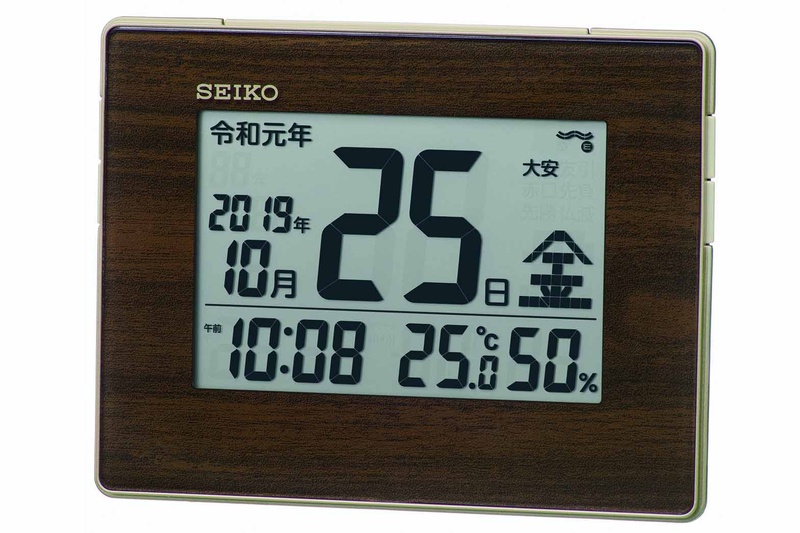 SEIKO
令和元年
E
大安
2019年
10月
25日
金
午前 10:08
25.0℃
50%